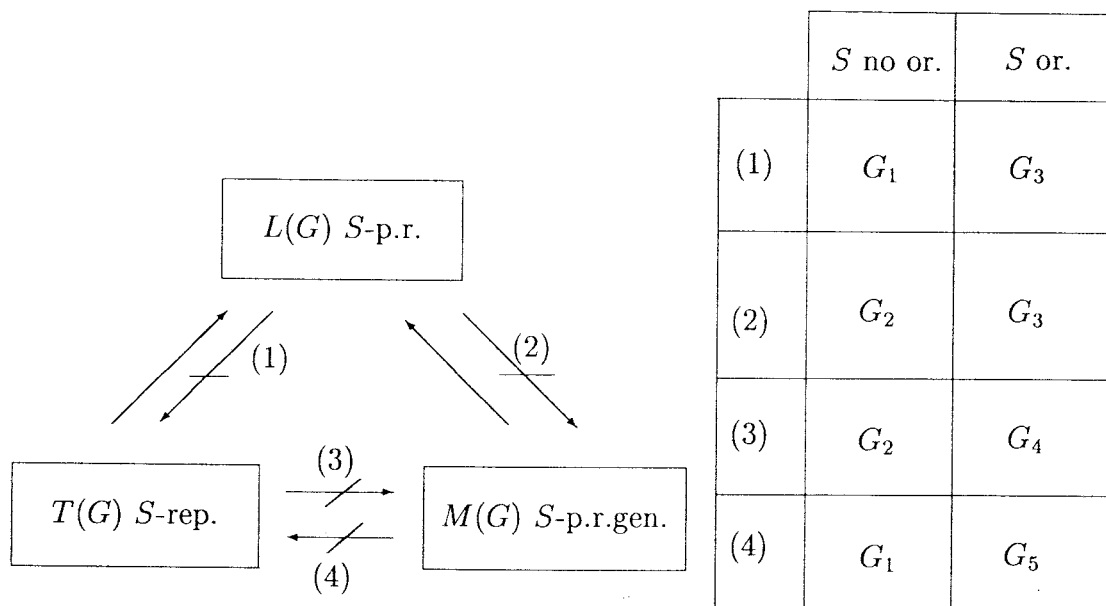 L(G) S-p.r.
(1)
(2)
T(G) S-rep.
(3)
(4)
M(G) S-p.r.gen.
S no or. S or.
(1) G₁ G₃
(2) G₂ G₃
(3) G₂ G₄
(4) G₁ G₅